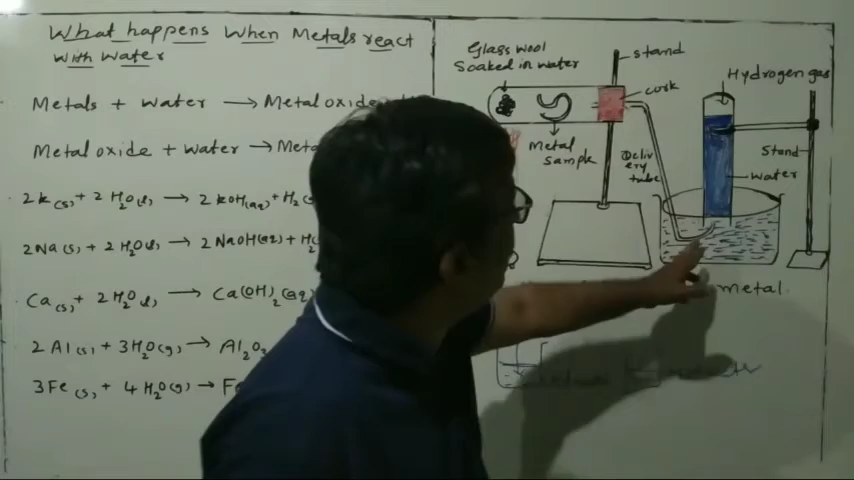 What happens When Metals react
With Water
Metals + water → Metal oxide
Metal oxide + water → Meta
2K(s) + 2H₂O(l) → 2KOH(aq) + H₂(
2Na(s) + 2H₂O(l) → 2NaOH(aq) + H₂
Ca(s) + 2H₂O(l) → Ca(OH)₂(aq)
2Al(s) + 3H₂O(g) → Al₂O₃
3Fe(s) + 4H₂O(g) → Fe
Glass wool
Soaked in water
stand
cork
Hydrogen gas
Metal
Sample
Delivery
tube
Stand
water
metal.